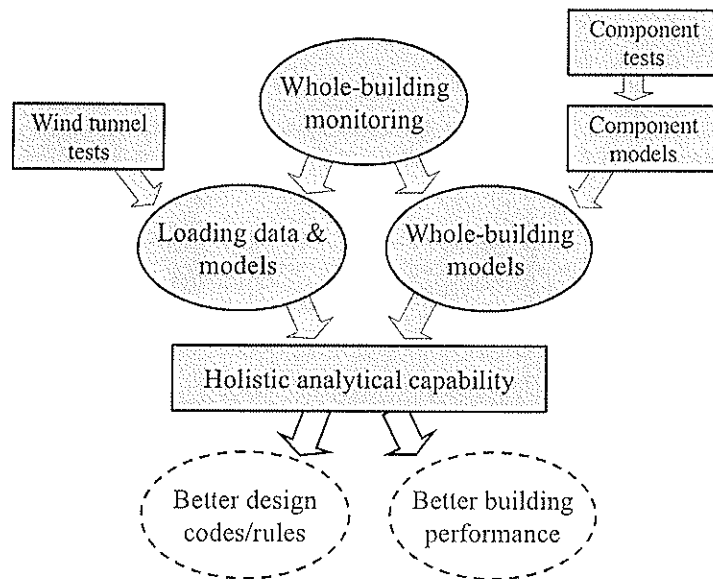 Component
tests
Whole-building
monitoring
Wind tunnel
tests
Component
models
Loading data &
models
Whole-building
models
Holistic analytical capability
Better design
codes/rules
Better building
performance